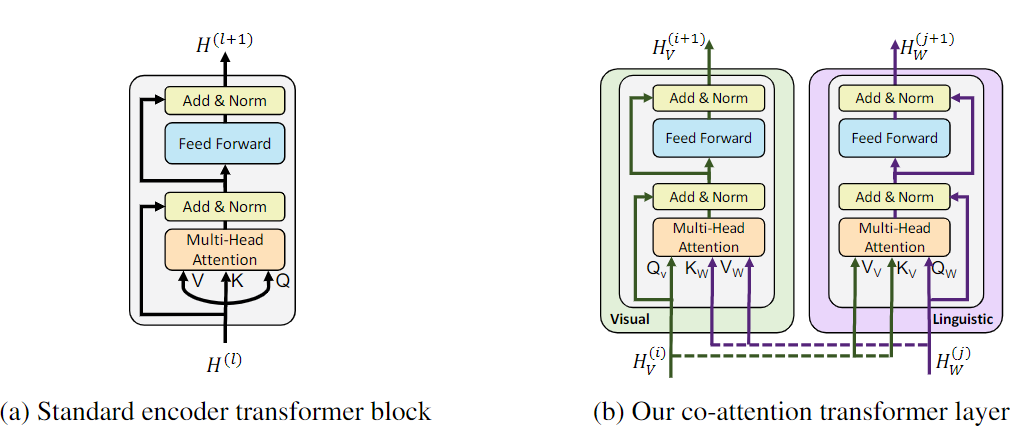 H^(l+1)
Add & Norm
Feed Forward
Add & Norm
Multi-Head
Attention
V K Q
H^(l)
(a) Standard encoder transformer block
H_V^(i+1)
Add & Norm
Feed Forward
Add & Norm
Multi-Head
Attention
Q_v K_W V_W
Visual
H_V^(i)
H_W^(j+1)
Add & Norm
Feed Forward
Add & Norm
Multi-Head
Attention
V_V K_V Q_W
Linguistic
H_W^(j)
(b) Our co-attention transformer layer